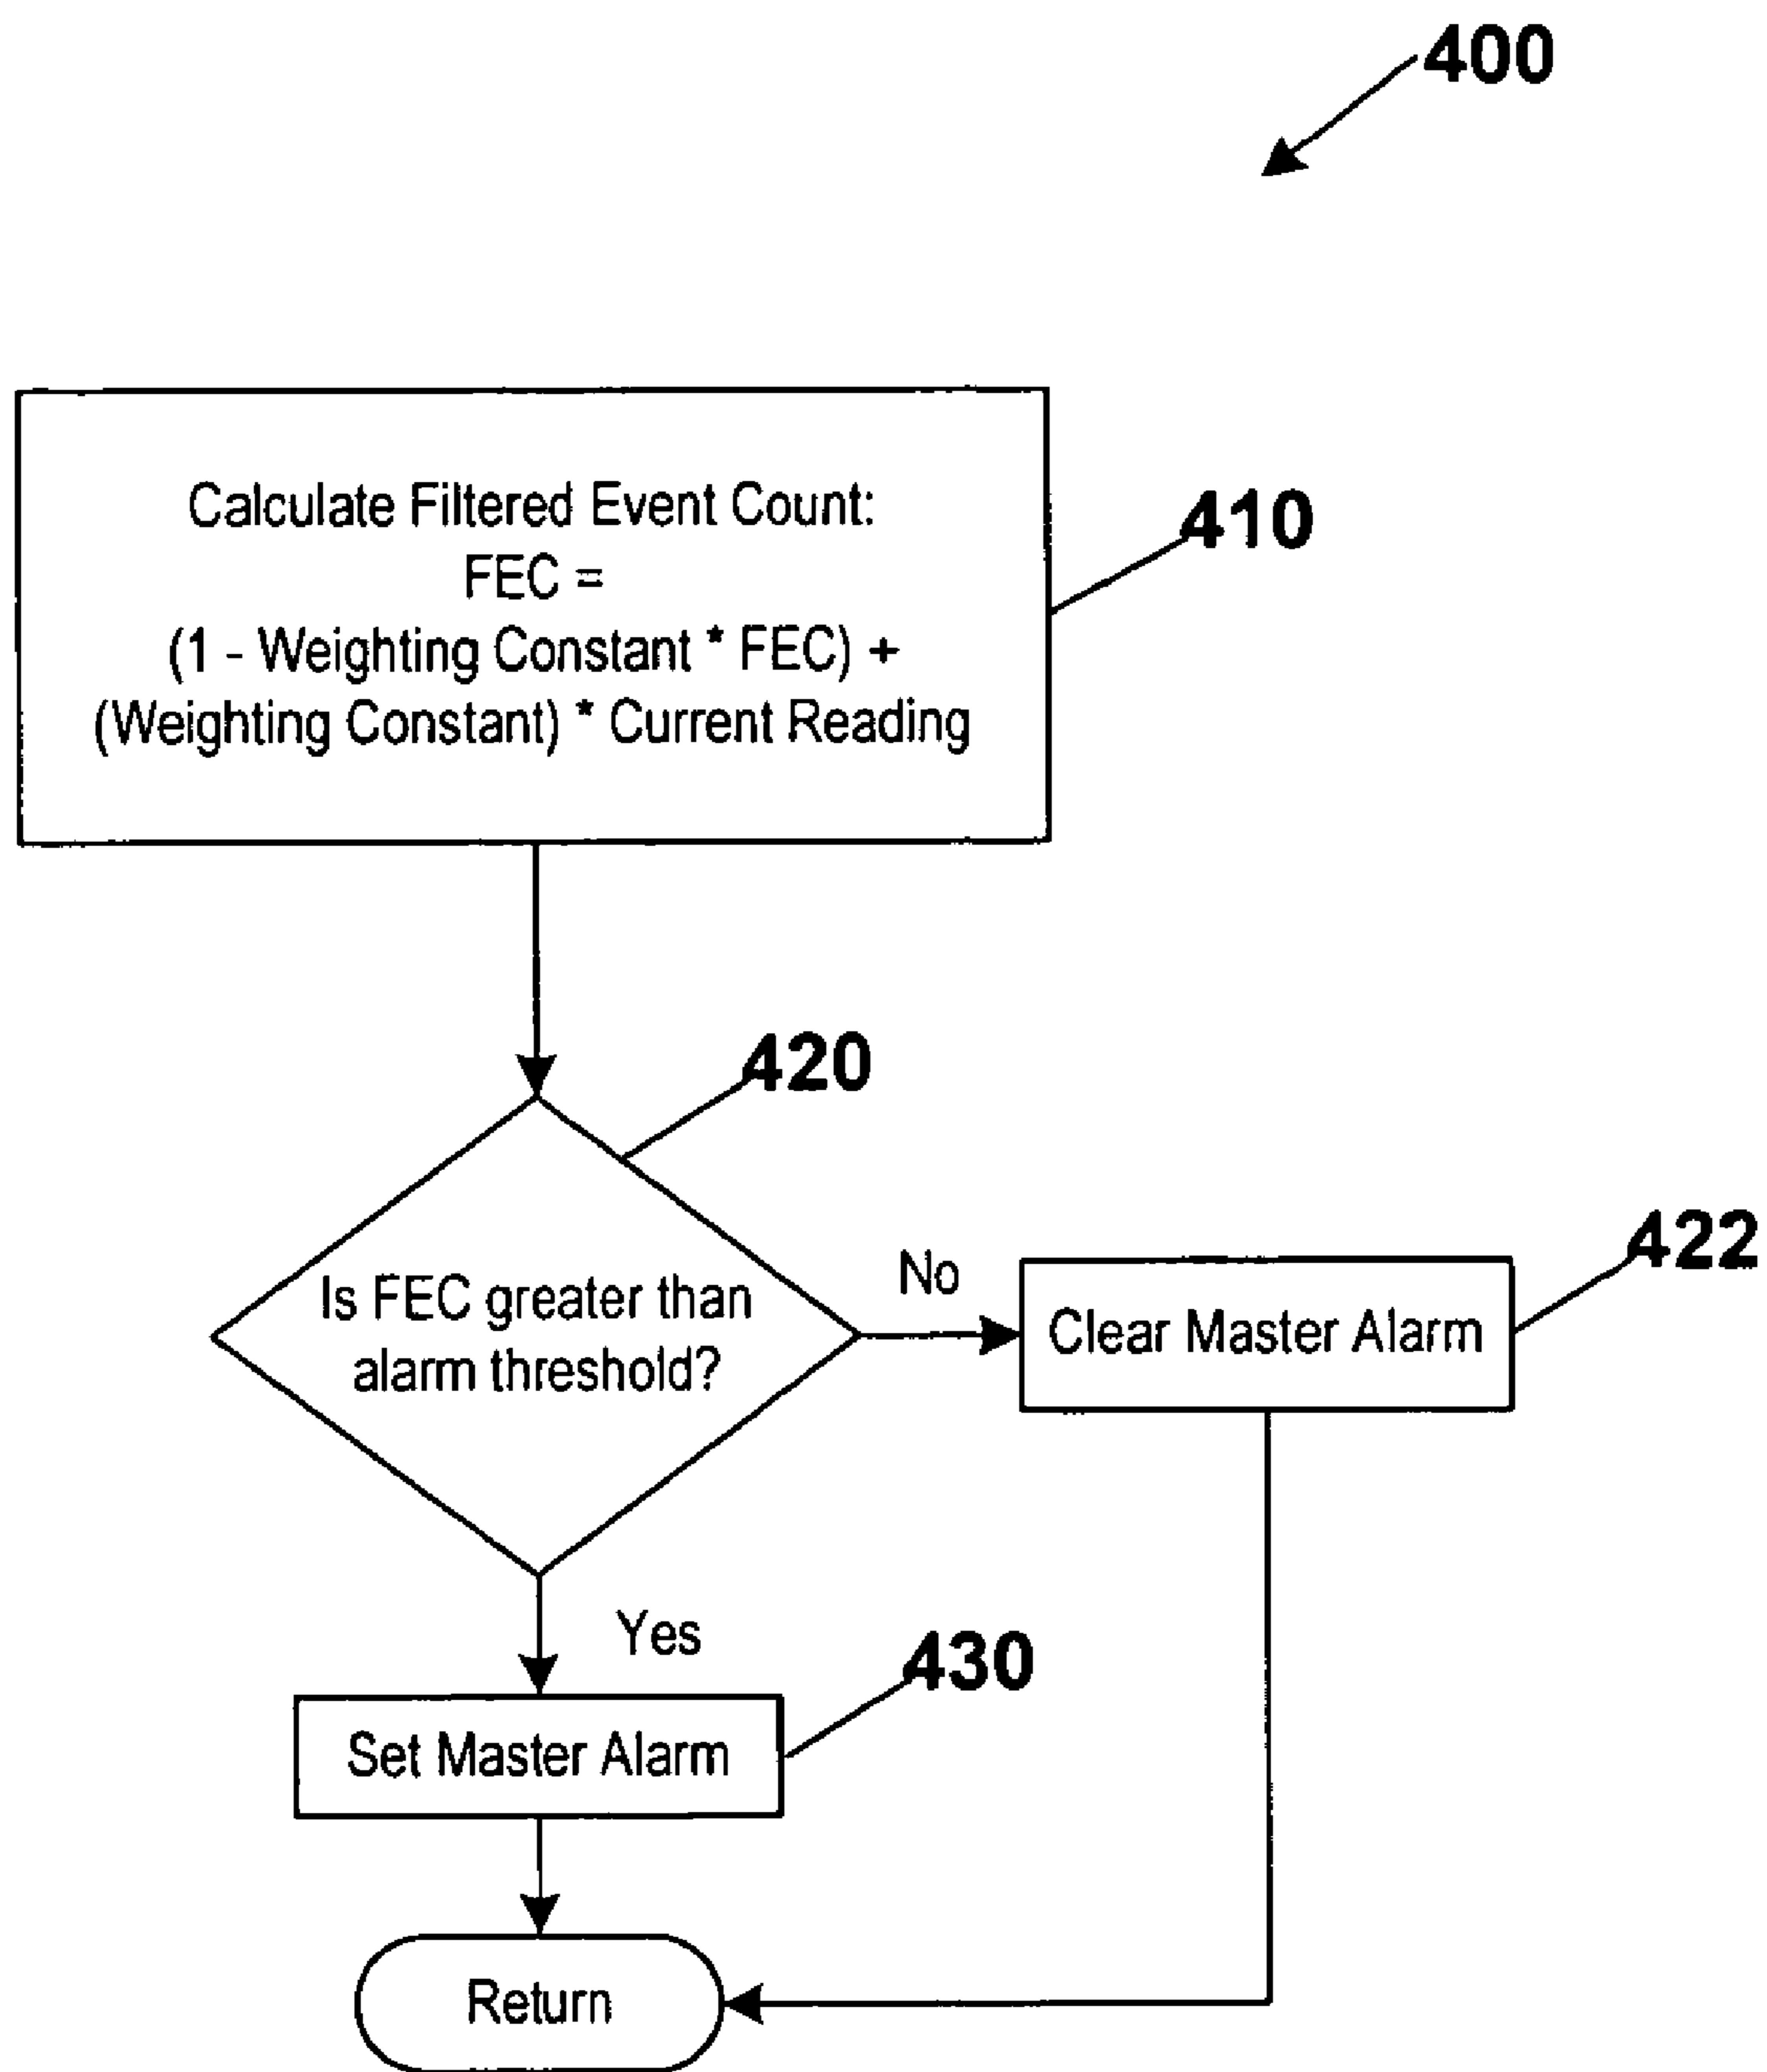 400
Calculate Filtered Event Count:
FEC =
(1 - Weighting Constant * FEC) +
(Weighting Constant) * Current Reading
410
420
Is FEC greater than
alarm threshold?
No
Clear Master Alarm
422
Yes
430
Set Master Alarm
Return